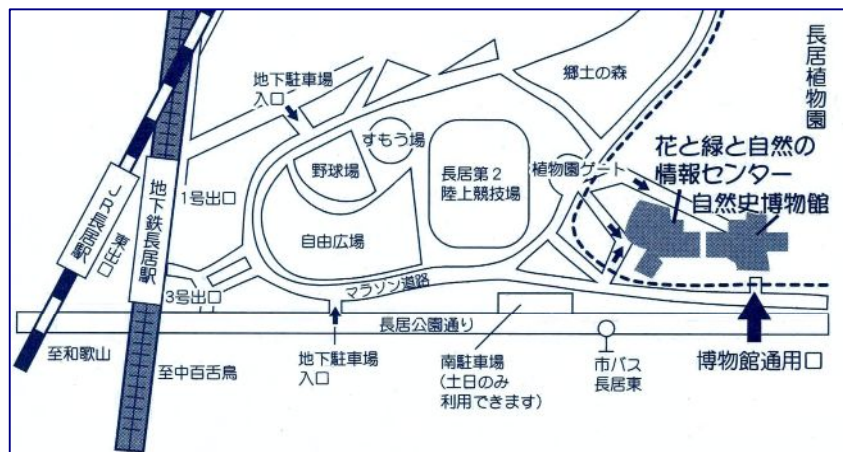 長居植物園
郷土の森
地下駐車場
入口
すもう場
野球場
長居第2
陸上競技場
植物園ゲート
花と緑と自然の
情報センター
自然史博物館
JR長居駅
東出口
地下鉄長居駅
1号出口
自由広場
マラソン道路
3号出口
長居公園通り
至和歌山
至中百舌鳥
地下駐車場
入口
南駐車場
(土日のみ
利用できます)
市バス
長居東
博物館通用口